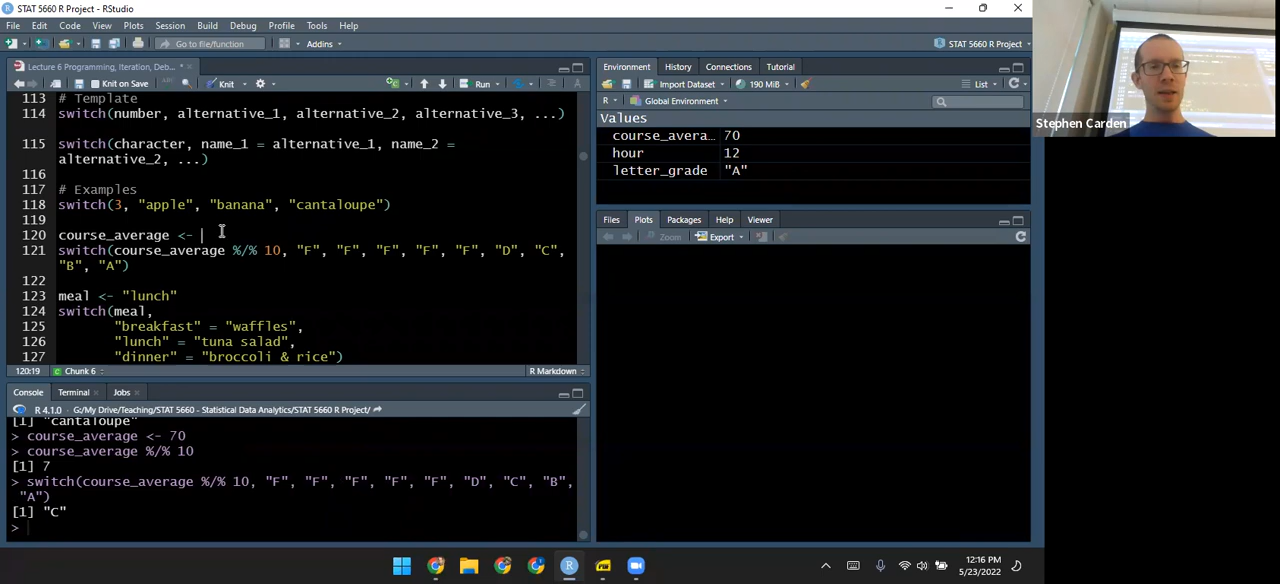 STAT 5660 R Project - RStudio
File Edit Code View Plots Session Build Debug Profile Tools Help
Go to file/function Addins STAT 5660 R Project
Lecture 6 Programming, Iteration, Deb...
Knit on Save Knit Run
113 # Template
114 switch(number, alternative_1, alternative_2, alternative_3, ...)
115 switch(character, name_1 = alternative_1, name_2 =
alternative_2, ...)
116
117 # Examples
118 switch(3, "apple", "banana", "cantaloupe")
119
120 course_average <-
121 switch(course_average %/% 10, "F", "F", "F", "F", "F", "D", "C",
"B", "A")
122
123 meal <- "lunch"
124 switch(meal,
125 "breakfast" = "waffles",
126 "lunch" = "tuna salad",
127 "dinner" = "broccoli & rice")
120:19 Chunk 6 R Markdown
Console Terminal Jobs
R 4.1.0 · G:/My Drive/Teaching/STAT 5660 - Statistical Data Analytics/STAT 5660 R Project/
[1] "cantaloupe"
> course_average <- 70
> course_average %/% 10
[1] 7
> switch(course_average %/% 10, "F", "F", "F", "F", "F", "D", "C", "B",
"A")
[1] "C"
>
Environment History Connections Tutorial
Import Dataset 190 MiB List
R Global Environment
Values
course_avera… 70
hour 12
letter_grade "A"
Files Plots Packages Help Viewer
Zoom Export
Stephen Carden
12:16 PM
5/23/2022